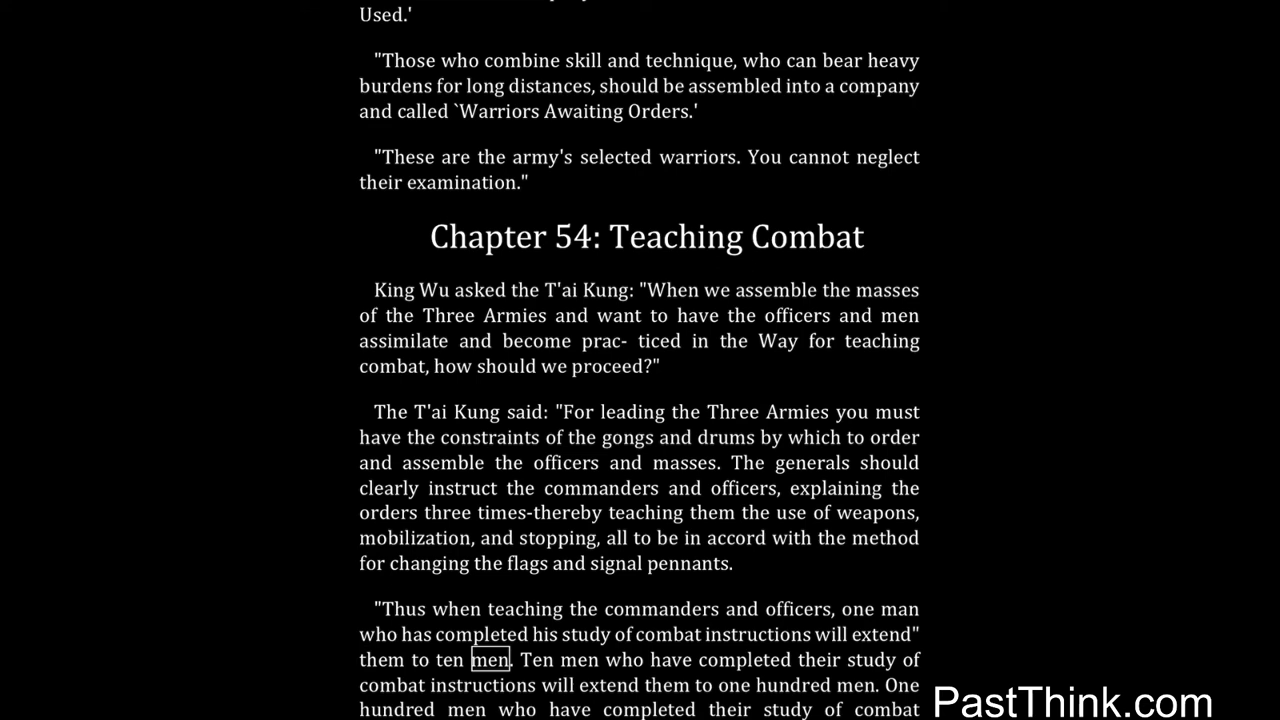 Used.'
"Those who combine skill and technique, who can bear heavy
burdens for long distances, should be assembled into a company
and called `Warriors Awaiting Orders.'
"These are the army's selected warriors. You cannot neglect
their examination."
Chapter 54: Teaching Combat
King Wu asked the T'ai Kung: "When we assemble the masses
of the Three Armies and want to have the officers and men
assimilate and become prac- ticed in the Way for teaching
combat, how should we proceed?"
The T'ai Kung said: "For leading the Three Armies you must
have the constraints of the gongs and drums by which to order
and assemble the officers and masses. The generals should
clearly instruct the commanders and officers, explaining the
orders three times-thereby teaching them the use of weapons,
mobilization, and stopping, all to be in accord with the method
for changing the flags and signal pennants.
"Thus when teaching the commanders and officers, one man
who has completed his study of combat instructions will extend"
them to ten men. Ten men who have completed their study of
combat instructions will extend them to one hundred men. One
hundred men who have completed their study of combat
PastThink.com